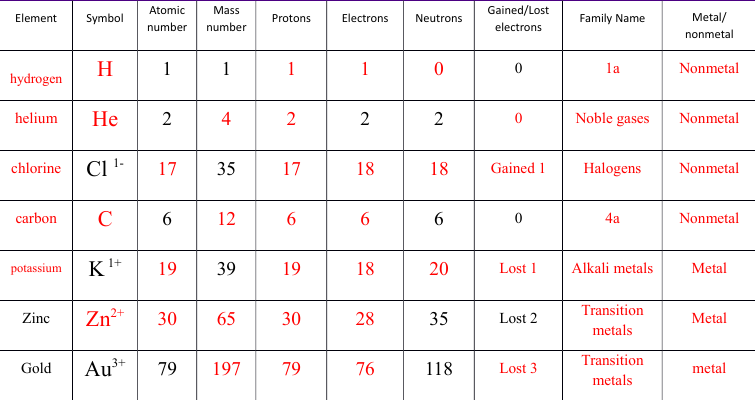 Element Symbol Atomic number Mass number Protons Electrons Neutrons Gained/Lost electrons Family Name Metal/ nonmetal
hydrogen H 1 1 1 1 0 0 1a Nonmetal
helium He 2 4 2 2 2 0 Noble gases Nonmetal
chlorine Cl 1- 17 35 17 18 18 Gained 1 Halogens Nonmetal
carbon C 6 12 6 6 6 0 4a Nonmetal
potassium K 1+ 19 39 19 18 20 Lost 1 Alkali metals Metal
Zinc Zn2+ 30 65 30 28 35 Lost 2 Transition metals Metal
Gold Au3+ 79 197 79 76 118 Lost 3 Transition metals metal